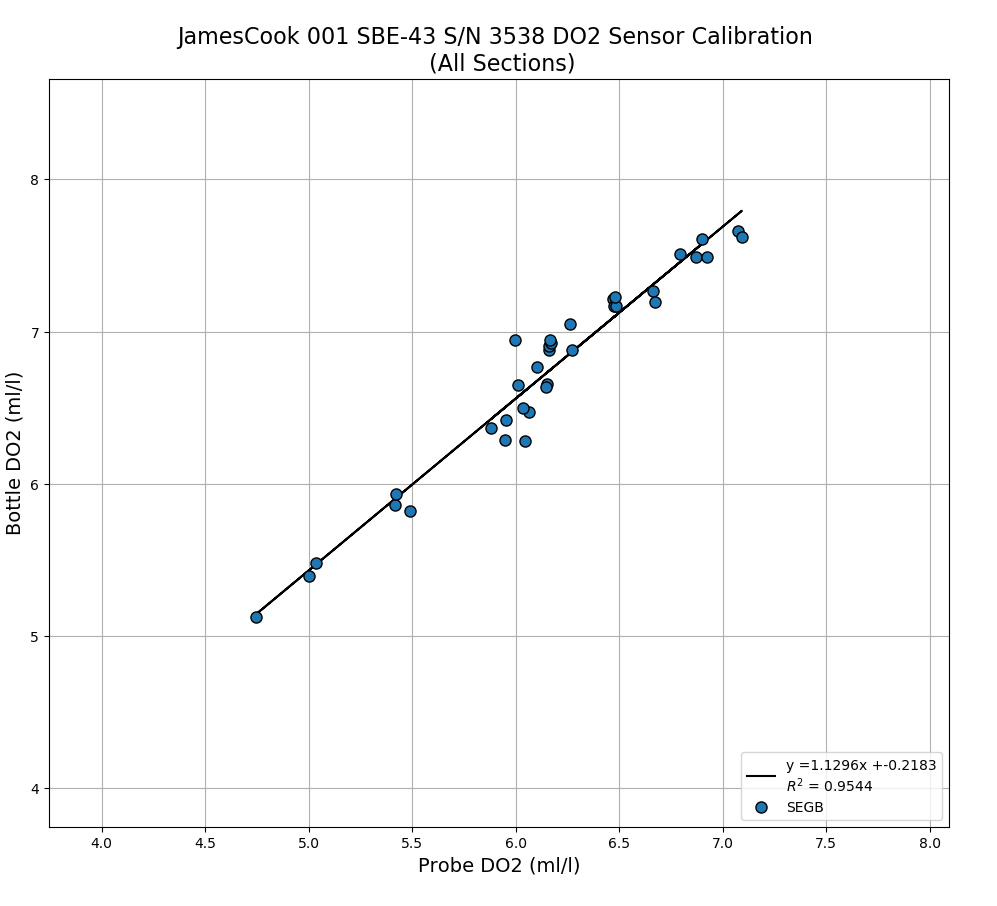 JamesCook 001 SBE-43 S/N 3538 DO2 Sensor Calibration
(All Sections)
Bottle DO2 (ml/l)
8
7
6
5
4
y =1.1296x +-0.2183
R² = 0.9544
SEGB
4.0 4.5 5.0 5.5 6.0 6.5 7.0 7.5 8.0
Probe DO2 (ml/l)